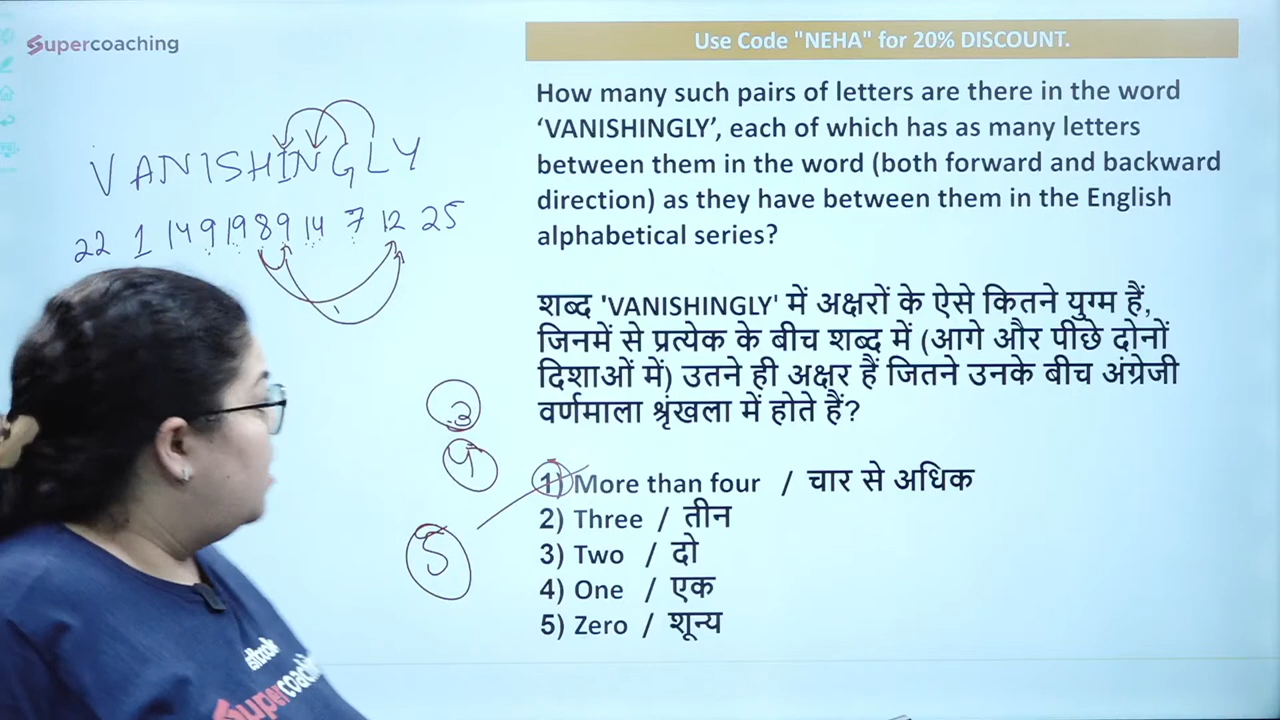 Supercoaching
Use Code "NEHA" for 20% DISCOUNT.
How many such pairs of letters are there in the word
‘VANISHINGLY’, each of which has as many letters
between them in the word (both forward and backward
direction) as they have between them in the English
alphabetical series?
VANISHINGLY
22 1 14 9 19 8 9 14 7 12 25
शब्द 'VANISHINGLY' में अक्षरों के ऐसे कितने युग्म हैं,
जिनमें से प्रत्येक के बीच शब्द में (आगे और पीछे दोनों
दिशाओं में) उतने ही अक्षर हैं जितने उनके बीच अंग्रेजी
वर्णमाला श्रृंखला में होते हैं?
3
4
5
1) More than four / चार से अधिक
2) Three / तीन
3) Two / दो
4) One / एक
5) Zero / शून्य
Supercoachi